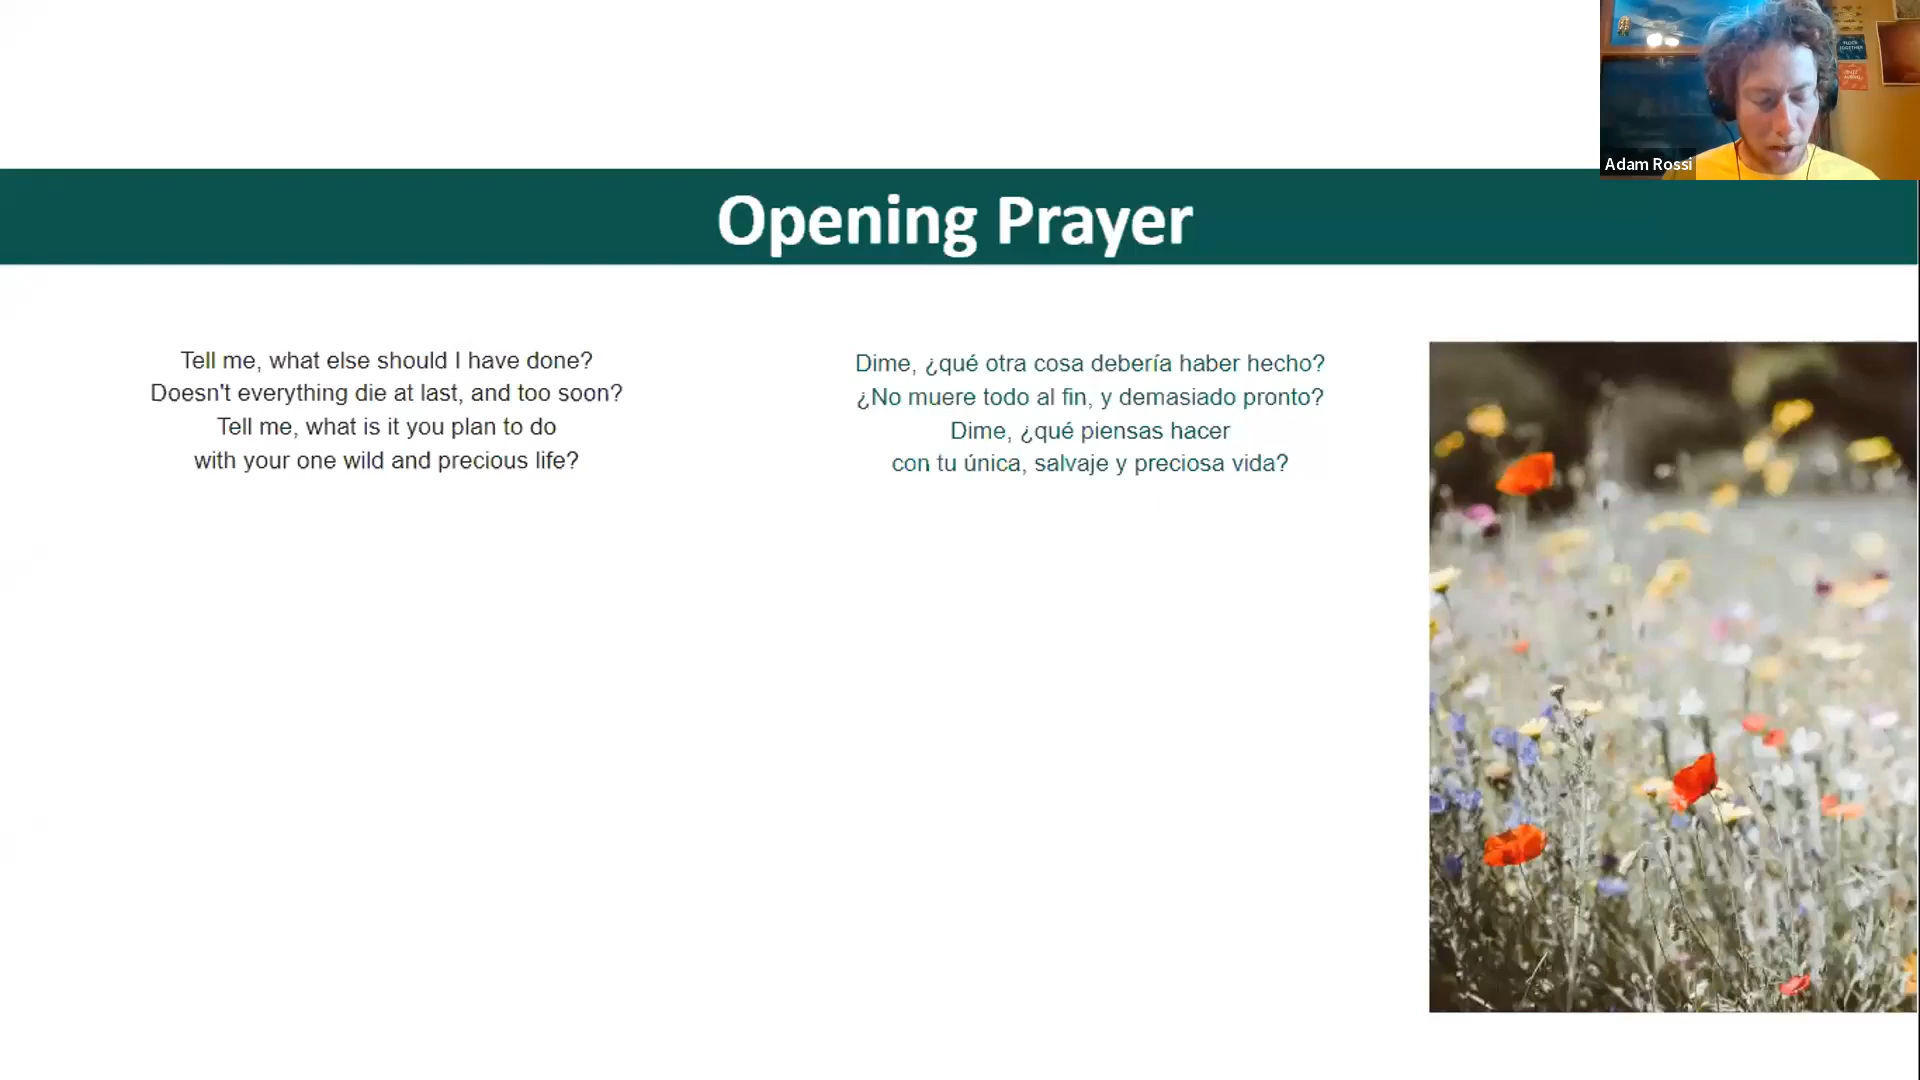 Opening Prayer
Tell me, what else should I have done?
Doesn't everything die at last, and too soon?
Tell me, what is it you plan to do
with your one wild and precious life?
Dime, ¿qué otra cosa debería haber hecho?
¿No muere todo al fin, y demasiado pronto?
Dime, ¿qué piensas hacer
con tu única, salvaje y preciosa vida?
Adam Rossi